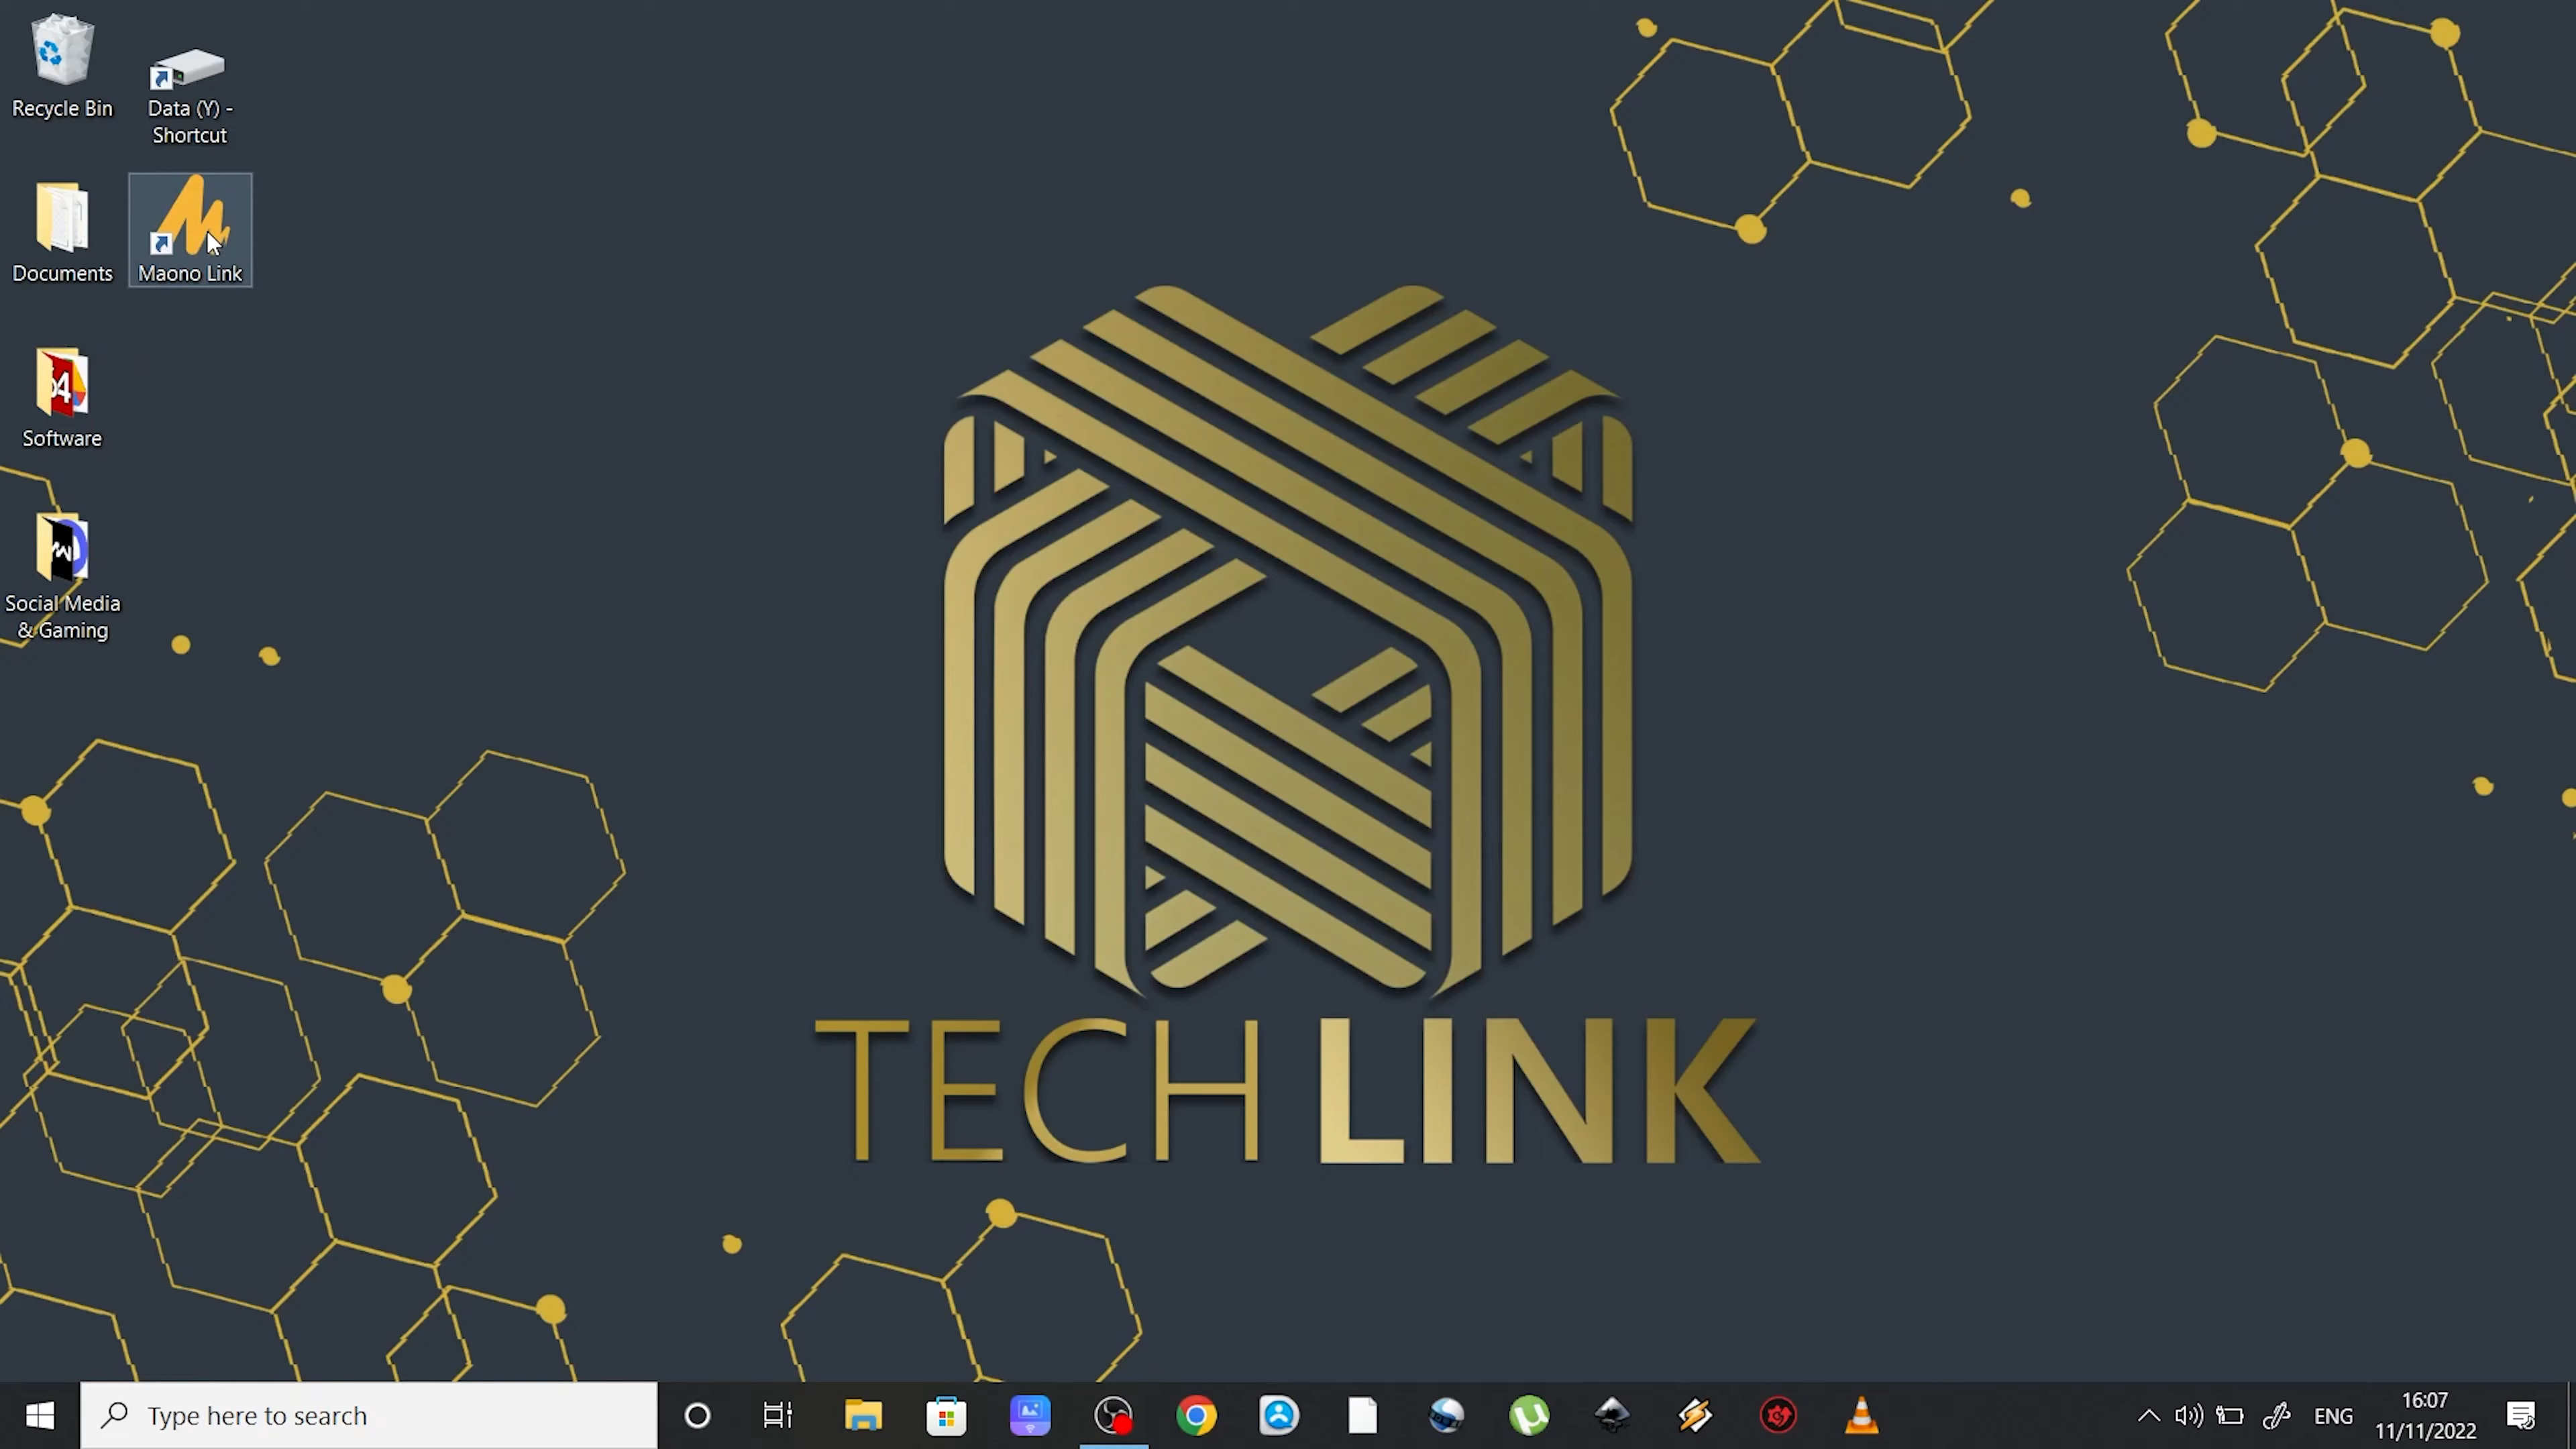 Recycle Bin
Data (Y) -
Shortcut
Documents
Maono Link
Software
Social Media
& Gaming
TECH LINK
Type here to search
ENG
16:07
11/11/2022